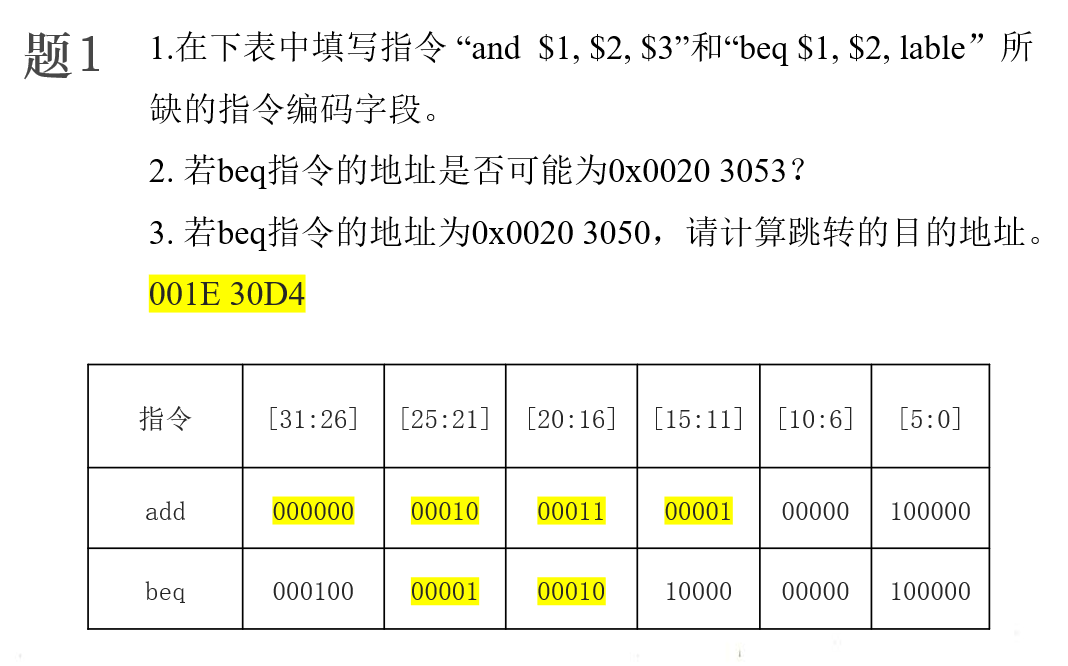 题1
1.在下表中填写指令 “and $1, $2, $3”和“beq $1, $2, lable” 所
缺的指令编码字段。
2. 若beq指令的地址是否可能为0x0020 3053？
3. 若beq指令的地址为0x0020 3050，请计算跳转的目的地址。
001E 30D4
指令 [31:26] [25:21] [20:16] [15:11] [10:6] [5:0]
add 000000 00010 00011 00001 00000 100000
beq 000100 00001 00010 10000 00000 100000